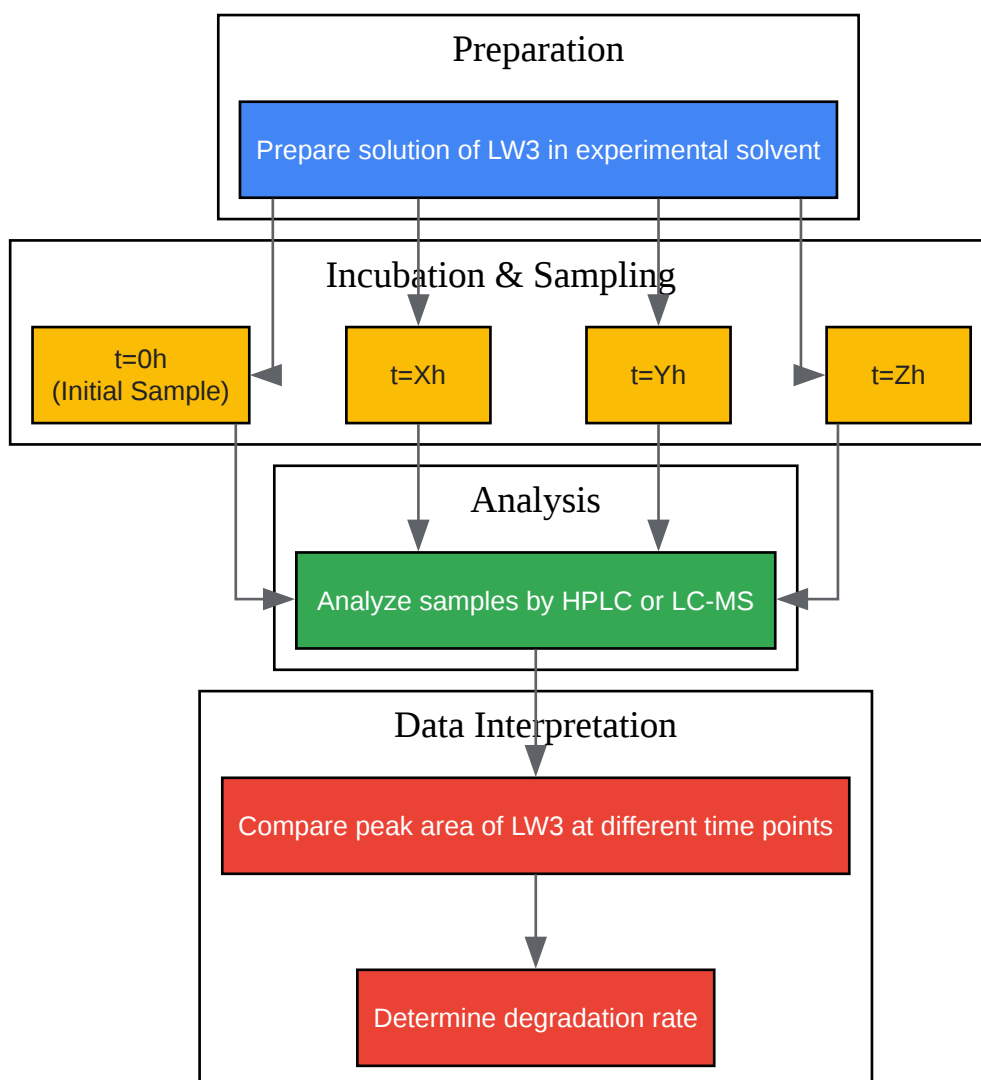 Preparation
Prepare solution of LW3 in experimental solvent
Incubation & Sampling
t=0h
(Initial Sample)
t=Xh
t=Yh
t=Zh
Analysis
Analyze samples by HPLC or LC-MS
Data Interpretation
Compare peak area of LW3 at different time points
Determine degradation rate